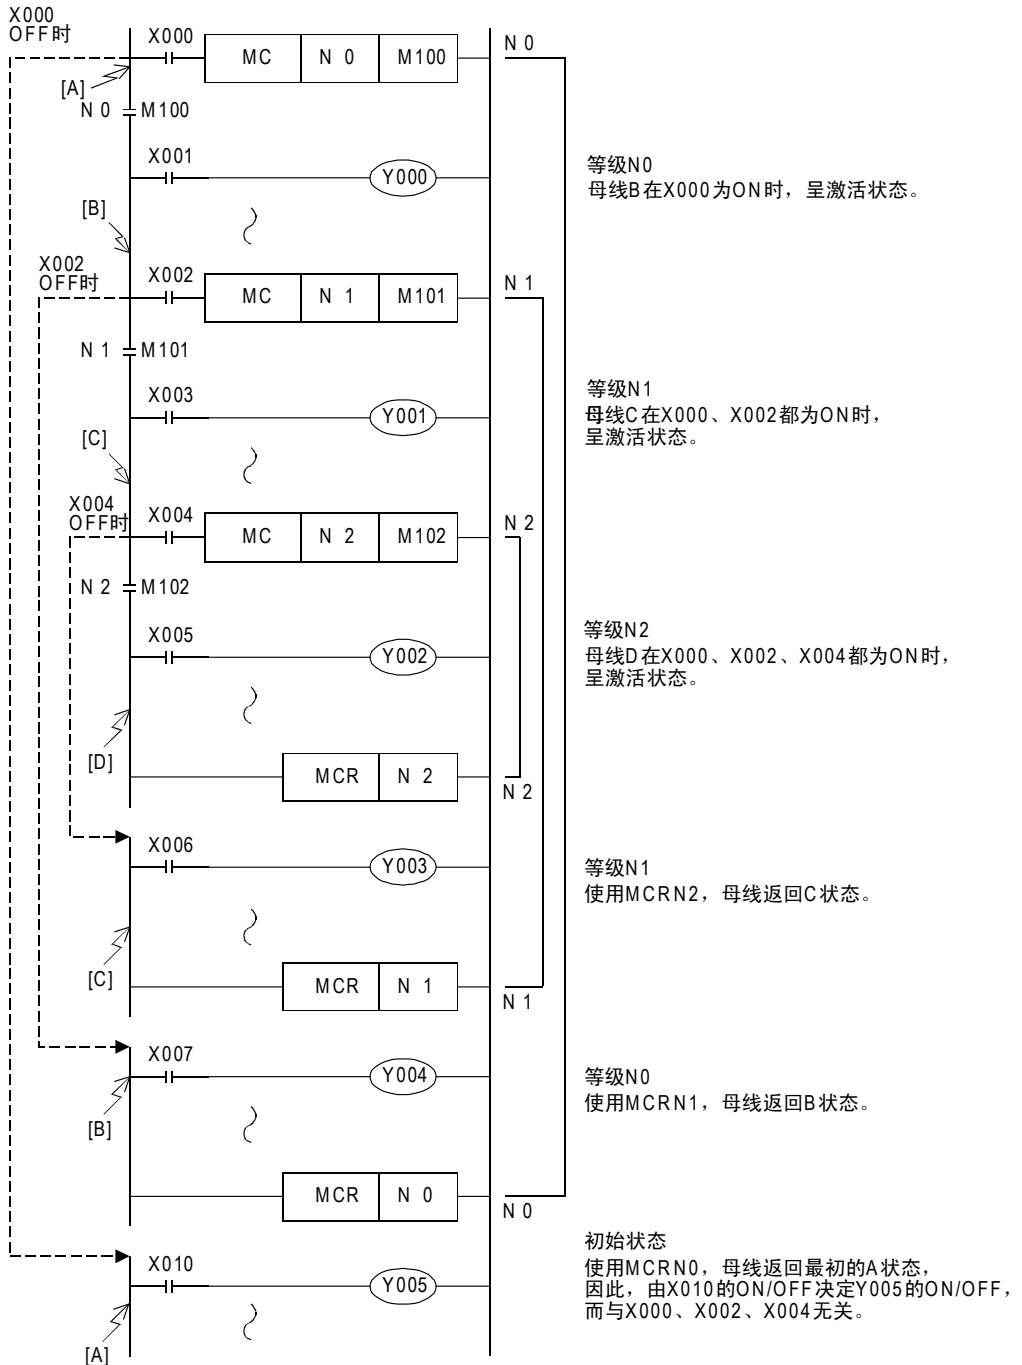 X000
OFF时
X000
MC N 0 M100
N 0
[A]
N 0 M100
X001
Y000
等级N0
母线B在X000为ON时，呈激活状态。
[B]
X002
OFF时
X002
MC N 1 M101
N 1
N 1 M101
X003
Y001
等级N1
母线C在X000、X002都为ON时，
呈激活状态。
[C]
X004
OFF时
X004
MC N 2 M102
N 2
N 2 M102
X005
Y002
等级N2
母线D在X000、X002、X004都为ON时，
呈激活状态。
[D]
MCR N 2
N 2
X006
Y003
等级N1
使用MCRN2，母线返回C状态。
[C]
MCR N 1
N 1
X007
Y004
等级N0
使用MCRN1，母线返回B状态。
[B]
MCR N 0
N 0
X010
Y005
初始状态
使用MCRN0，母线返回最初的A状态，
因此，由X010的ON/OFF决定Y005的ON/OFF，
而与X000、X002、X004无关。
[A]